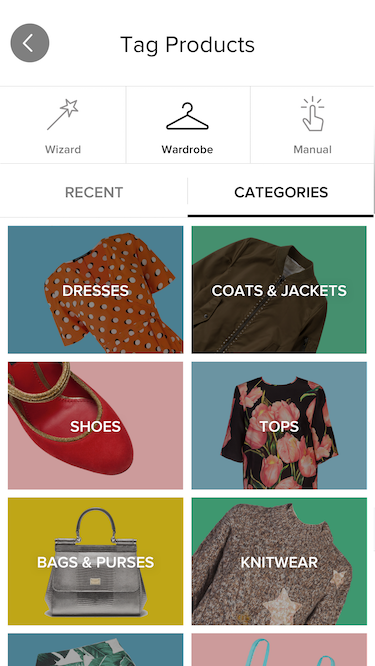 Tag Products
Wizard
Wardrobe
Manual
RECENT
CATEGORIES
DRESSES
COATS & JACKETS
SHOES
TOPS
BAGS & PURSES
KNITWEAR